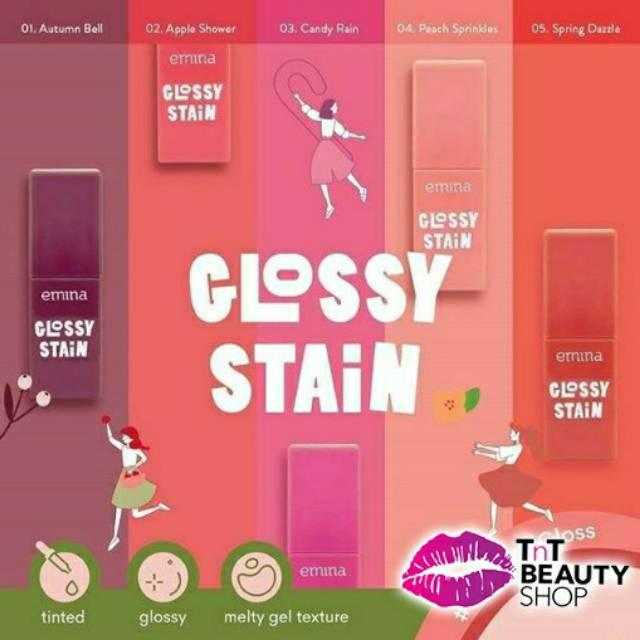 01. Autumn Bell
02. Apple Shower
03. Candy Rain
04. Peach Sprinkles
05. Spring Dazzle
emina
GLOSSY
STAiN
emina
GLOSSY
STAiN
emina
GLOSSY
STAiN
emina
GLOSSY
STAiN
GLOSSY
STAiN
emina
tinted
glossy
melty gel texture
gloss
TnT
BEAUTY
SHOP